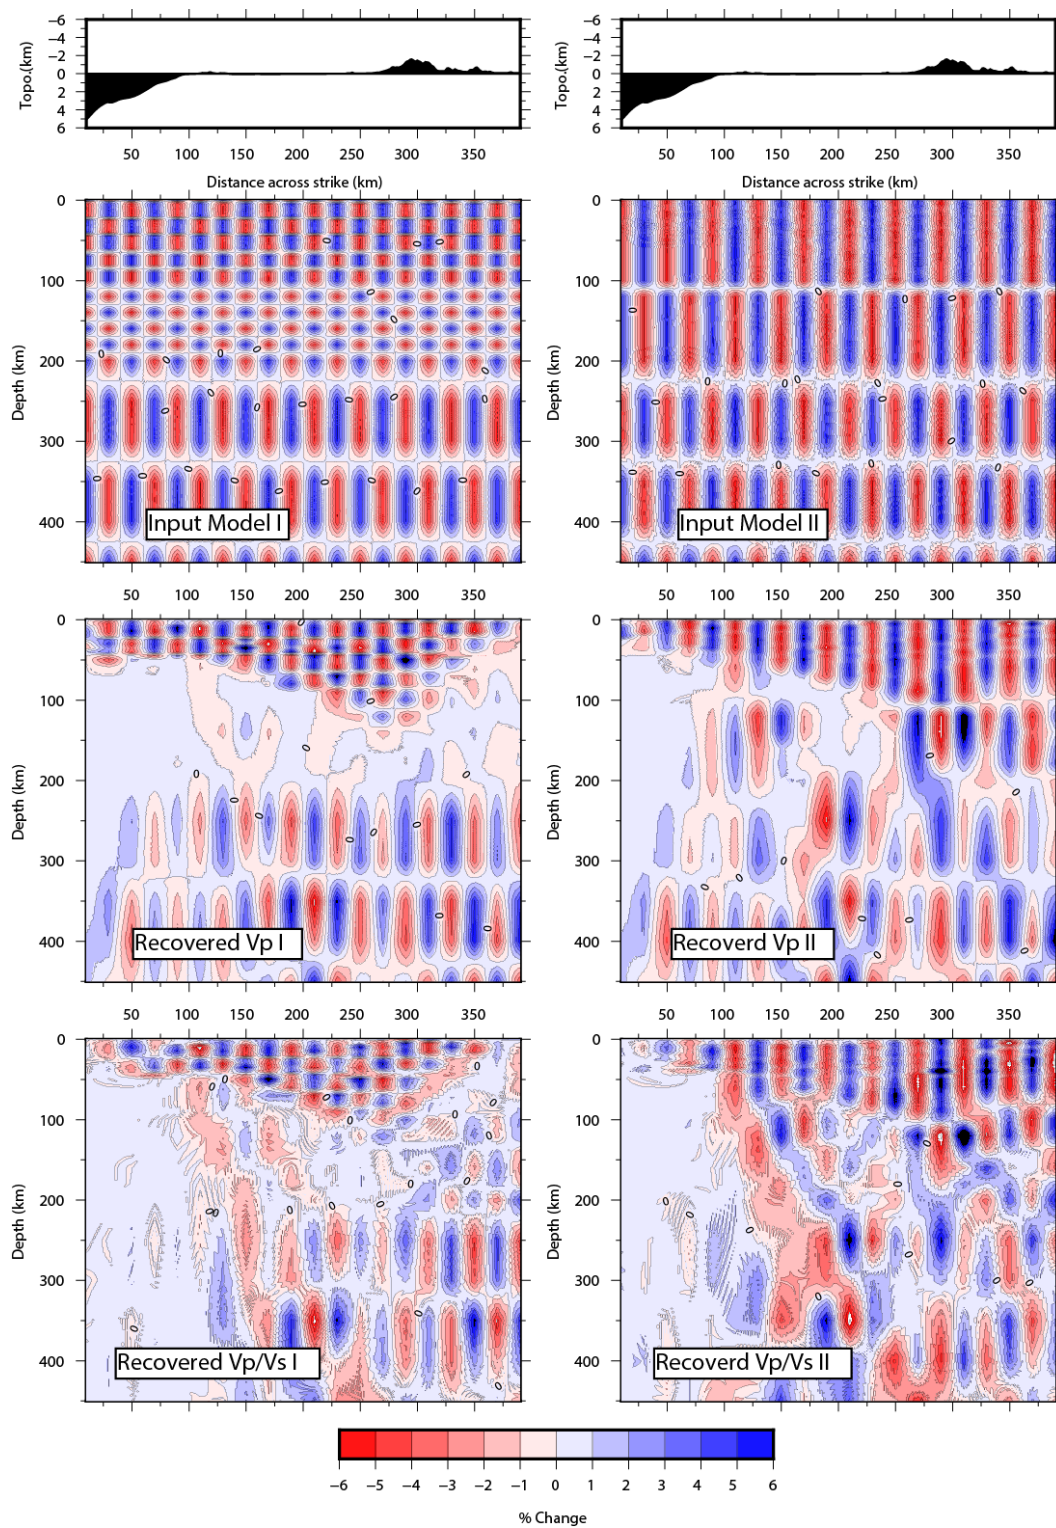 −6 −6
−4 −4
−2 −2
0 0
2 2
4 4
6 6
Topo.(km) Topo.(km)
50 100 150 200 250 300 350 50 100 150 200 250 300 350
Distance across strike (km) Distance across strike (km)
0 0
100 100
200 200
300 300
400 400
Depth (km) Depth (km)
Input Model I Input Model II
50 100 150 200 250 300 350 50 100 150 200 250 300 350
0 0
100 100
200 200
300 300
400 400
Depth (km) Depth (km)
Recovered Vp I Recoverd Vp II
50 100 150 200 250 300 350 50 100 150 200 250 300 350
0 0
100 100
200 200
300 300
400 400
Depth (km) Depth (km)
Recovered Vp/Vs I Recoverd Vp/Vs II
−6 −5 −4 −3 −2 −1 0 1 2 3 4 5 6
% Change